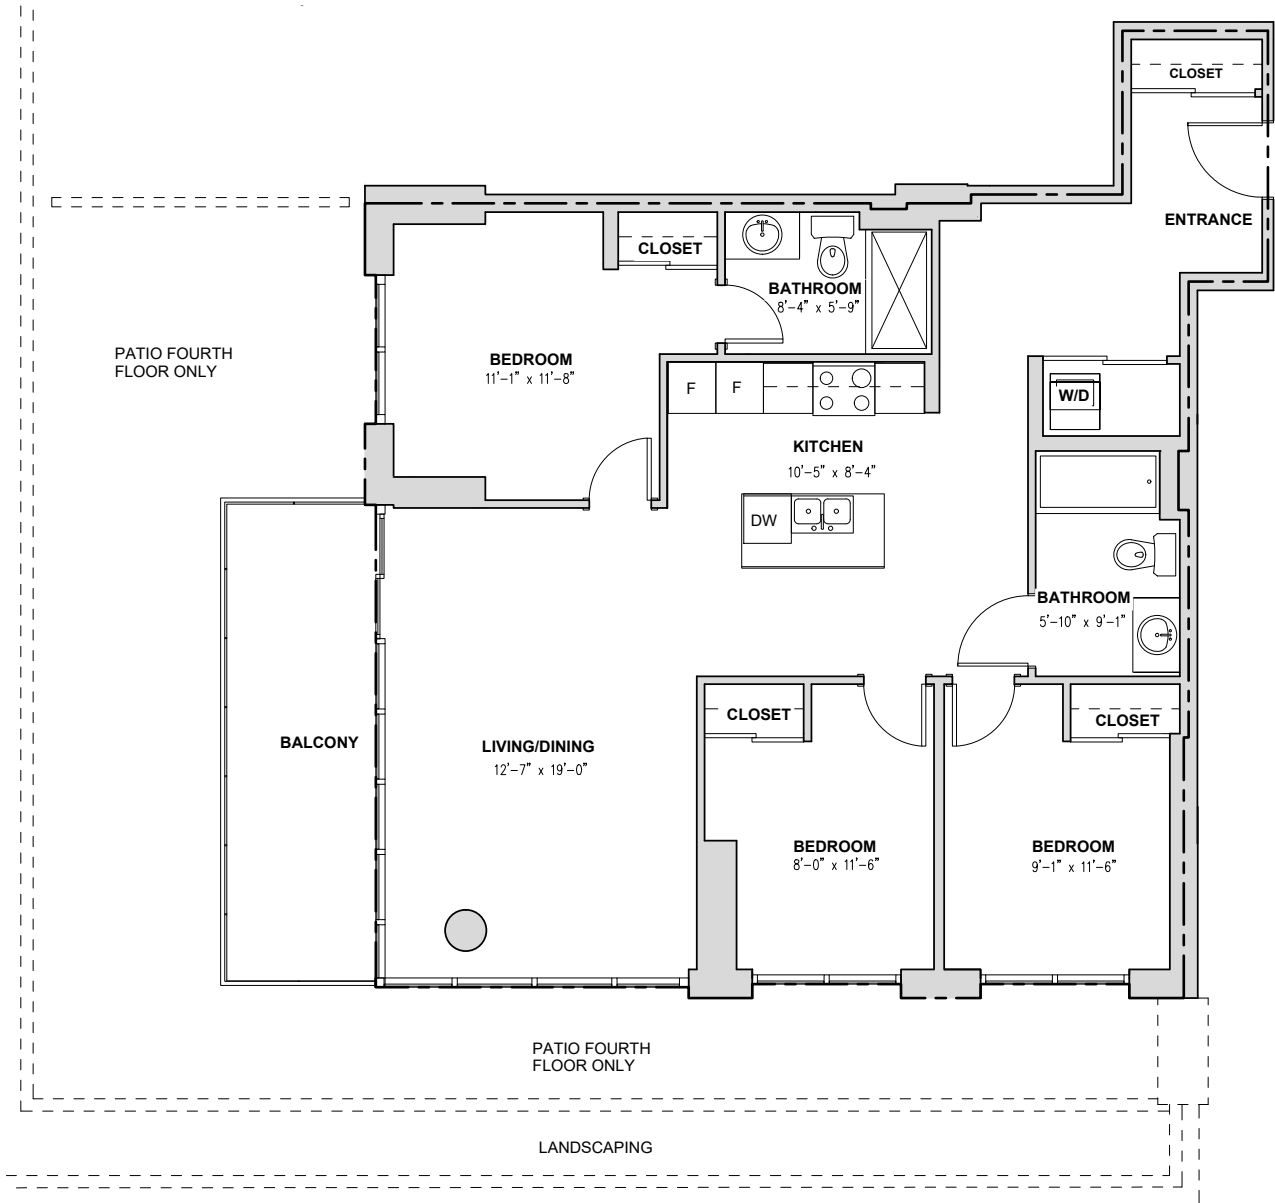 CLOSET
ENTRANCE
CLOSET
BATHROOM
8'-4" x 5'-9"
PATIO FOURTH
FLOOR ONLY
BEDROOM
11'-1" x 11'-8"
F
F
W/D
KITCHEN
10'-5" x 8'-4"
DW
BATHROOM
5'-10" x 9'-1"
CLOSET
CLOSET
BALCONY
LIVING/DINING
12'-7" x 19'-0"
BEDROOM
8'-0" x 11'-6"
BEDROOM
9'-1" x 11'-6"
PATIO FOURTH
FLOOR ONLY
LANDSCAPING